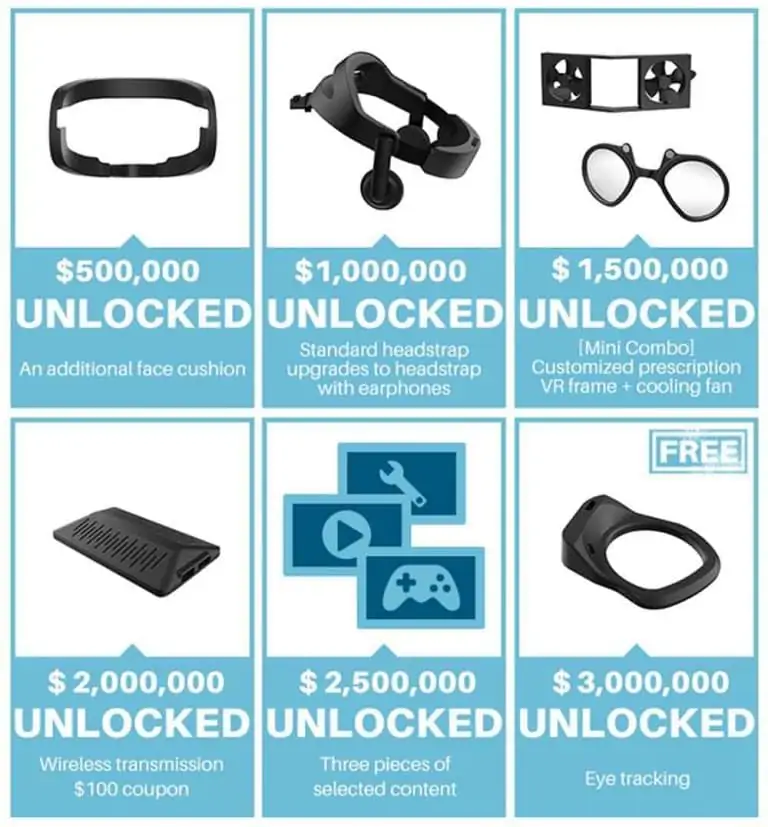 $500,000
UNLOCKED
An additional face cushion
$1,000,000
UNLOCKED
Standard headstrap
upgrades to headstrap
with earphones
$ 1,500,000
UNLOCKED
[Mini Combo]
Customized prescription
VR frame + cooling fan
$ 2,000,000
UNLOCKED
Wireless transmission
$100 coupon
$ 2,500,000
UNLOCKED
Three pieces of
selected content
FREE
$ 3,000,000
UNLOCKED
Eye tracking